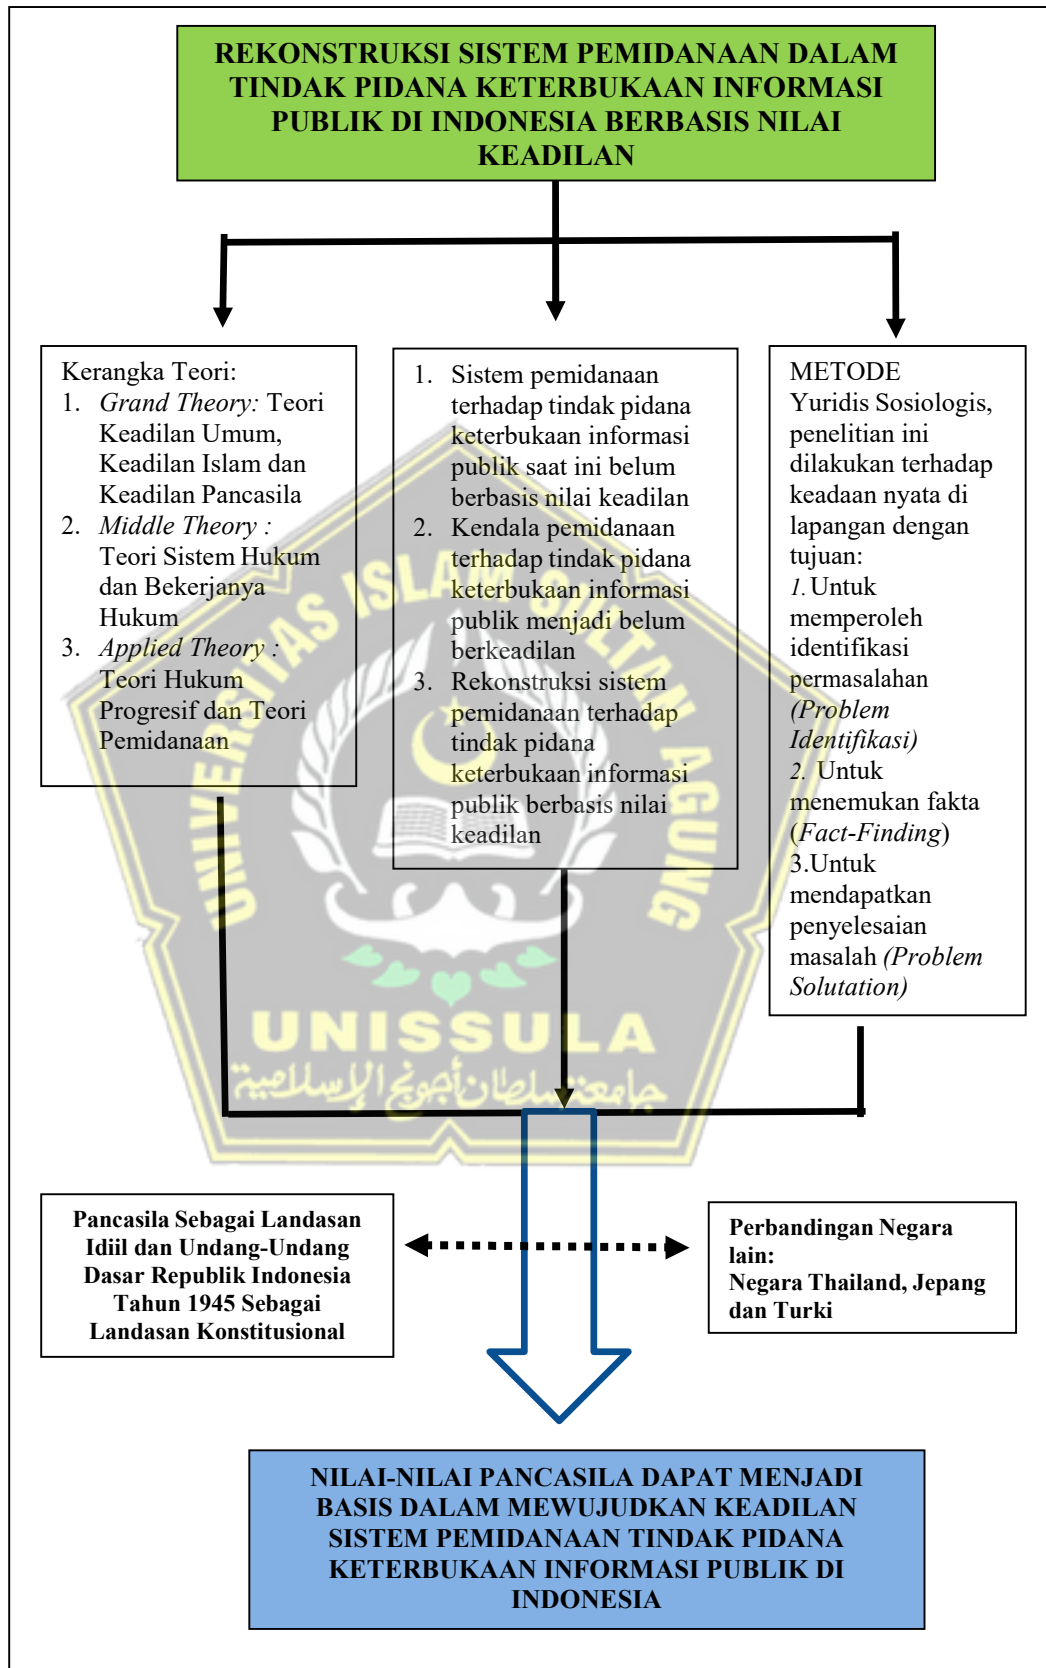 REKONSTRUKSI SISTEM PEMIDANAAN DALAM
TINDAK PIDANA KETERBUKAAN INFORMASI
PUBLIK DI INDONESIA BERBASIS NILAI
KEADILAN
Kerangka Teori:
1. Grand Theory: Teori
Keadilan Umum,
Keadilan Islam dan
Keadilan Pancasila
2. Middle Theory :
Teori Sistem Hukum
dan Bekerjanya
Hukum
3. Applied Theory :
Teori Hukum
Progresif dan Teori
Pemidanaan
1. Sistem pemidanaan
terhadap tindak pidana
keterbukaan informasi
publik saat ini belum
berbasis nilai keadilan
2. Kendala pemidanaan
terhadap tindak pidana
keterbukaan informasi
publik menjadi belum
berkeadilan
3. Rekonstruksi sistem
pemidanaan terhadap
tindak pidana
keterbukaan informasi
publik berbasis nilai
keadilan
METODE
Yuridis Sosiologis,
penelitian ini
dilakukan terhadap
keadaan nyata di
lapangan dengan
tujuan:
1. Untuk
memperoleh
identifikasi
permasalahan
(Problem
Identifikasi)
2. Untuk
menemukan fakta
(Fact-Finding)
3.Untuk
mendapatkan
penyelesaian
masalah (Problem
Solutation)
UNIVERSITAS ISLAM SULTAN AGUNG
UNISSULA
جامعنسلطان أجونج الإسلامية
Pancasila Sebagai Landasan
Idiil dan Undang-Undang
Dasar Republik Indonesia
Tahun 1945 Sebagai
Landasan Konstitusional
Perbandingan Negara
lain:
Negara Thailand, Jepang
dan Turki
NILAI-NILAI PANCASILA DAPAT MENJADI
BASIS DALAM MEWUJUDKAN KEADILAN
SISTEM PEMIDANAAN TINDAK PIDANA
KETERBUKAAN INFORMASI PUBLIK DI
INDONESIA